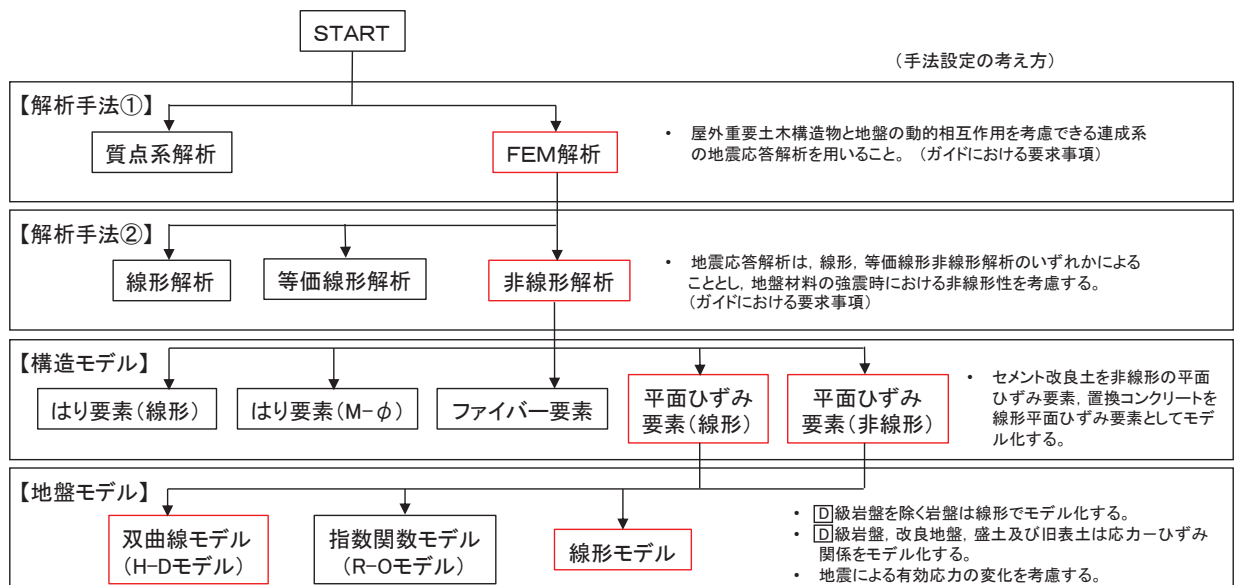 START
(手法設定の考え方)
【解析手法①】
質点系解析
FEM解析
・ 屋外重要土木構造物と地盤の動的相互作用を考慮できる連成系
の地震応答解析を用いること。（ガイドにおける要求事項）
【解析手法②】
線形解析
等価線形解析
非線形解析
・ 地震応答解析は，線形，等価線形非線形解析のいずれかによる
こととし，地盤材料の強震時における非線形性を考慮する。
（ガイドにおける要求事項）
【構造モデル】
はり要素（線形）
はり要素（M-φ）
ファイバー要素
平面ひずみ
要素（線形）
平面ひずみ
要素（非線形）
・ セメント改良土を非線形の平面
ひずみ要素，置換コンクリートを
線形平面ひずみ要素としてモデ
ル化する。
【地盤モデル】
双曲線モデル
（H-Dモデル）
指数関数モデル
（R-Oモデル）
線形モデル
・ D級岩盤を除く岩盤は線形でモデル化する。
・ D級岩盤，改良地盤，盛土及び旧表土は応力ーひずみ
関係をモデル化する。
・ 地震による有効応力の変化を考慮する。